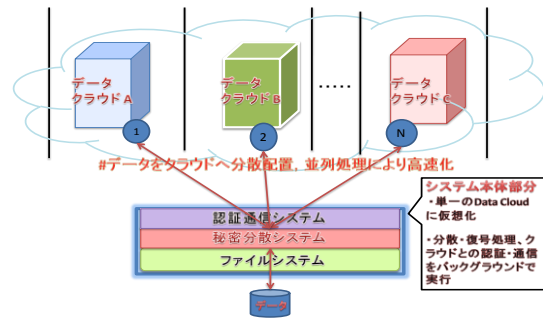 データ
クラウドA
データ
クラウドB
.....
データ
クラウドC
1
2
N
#データをクラウドへ分散配置, 並列処理により高速化
認証通信システム
秘密分散システム
ファイルシステム
データ
システム本体部分
・単一のData Cloud
に仮想化
・分散・復号処理、ク
ラウドとの認証・通信
をバックグラウンドで
実行